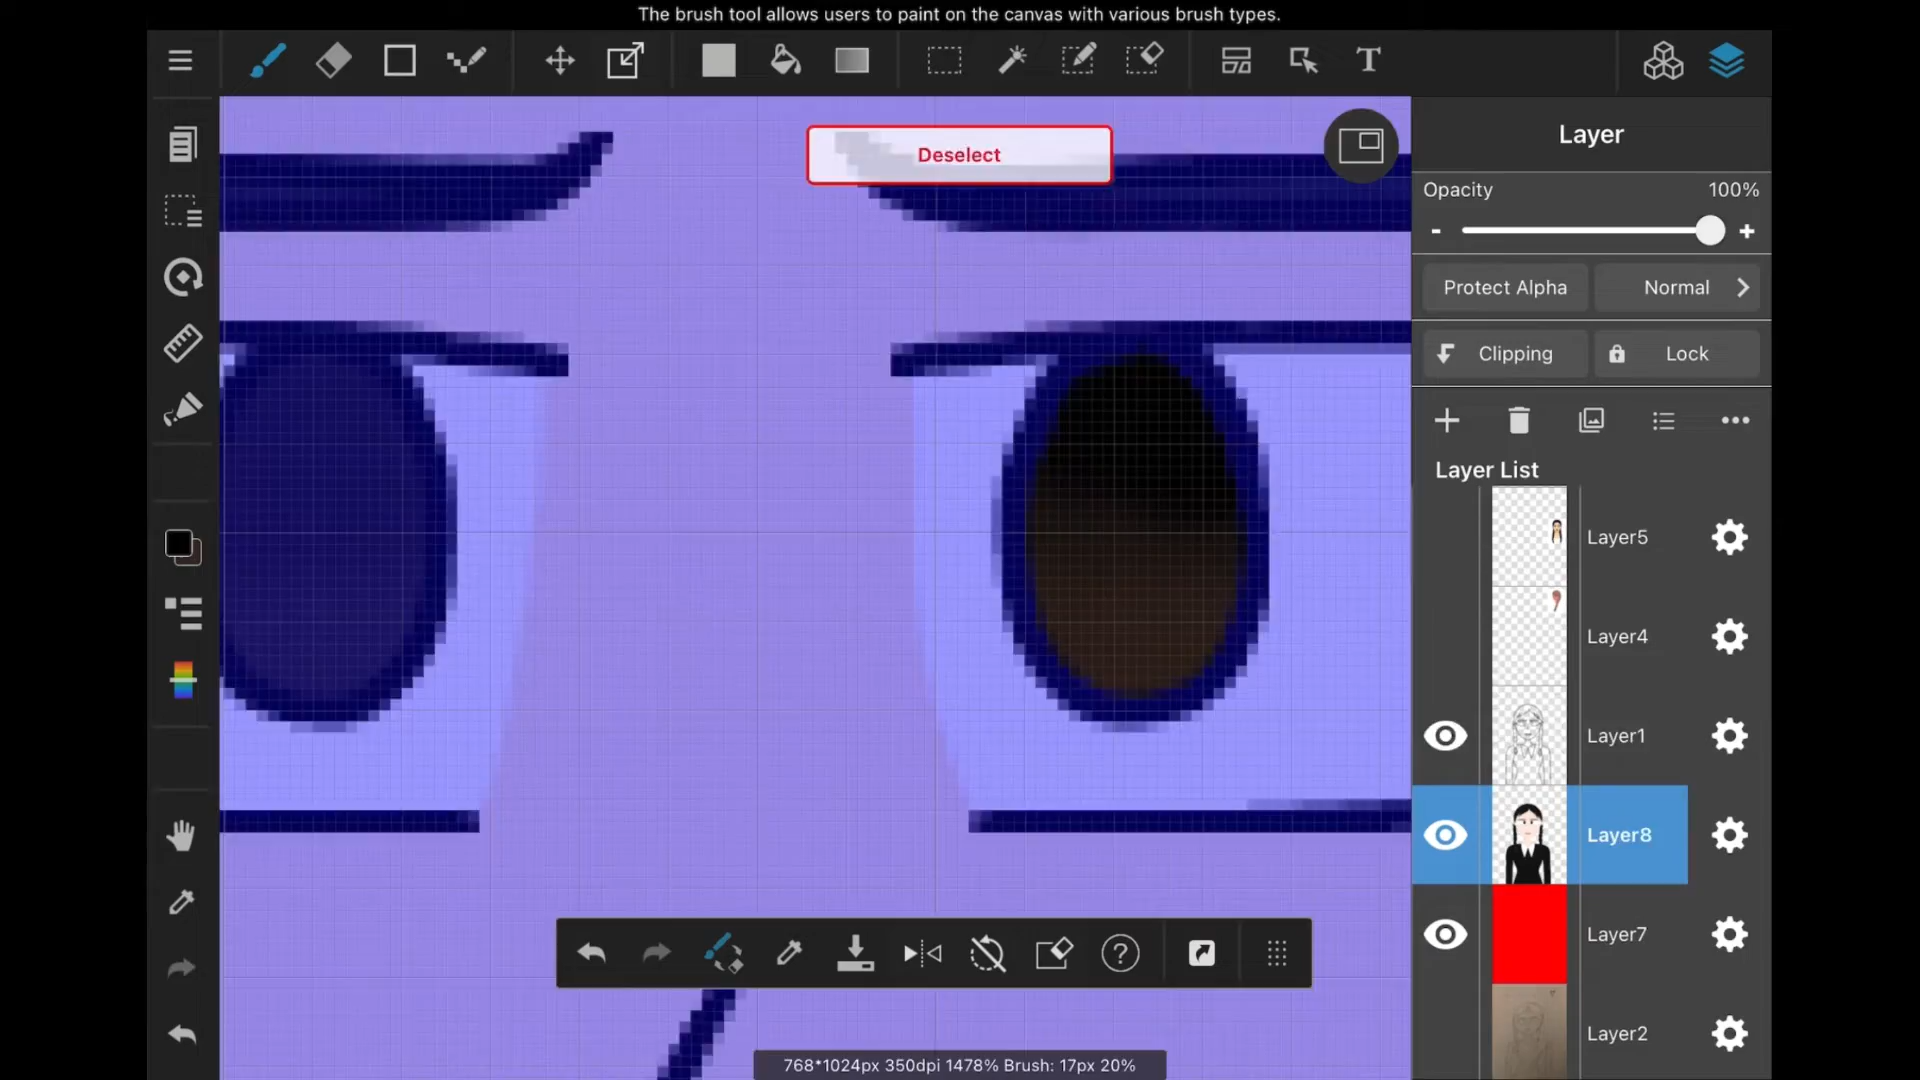 The brush tool allows users to paint on the canvas with various brush types.
T
Deselect
Layer
Opacity 100%
- +
Protect Alpha Normal
Clipping Lock
Layer List
Layer5
Layer4
Layer1
Layer8
Layer7
Layer2
?
768*1024px 350dpi 1478% Brush: 17px 20%